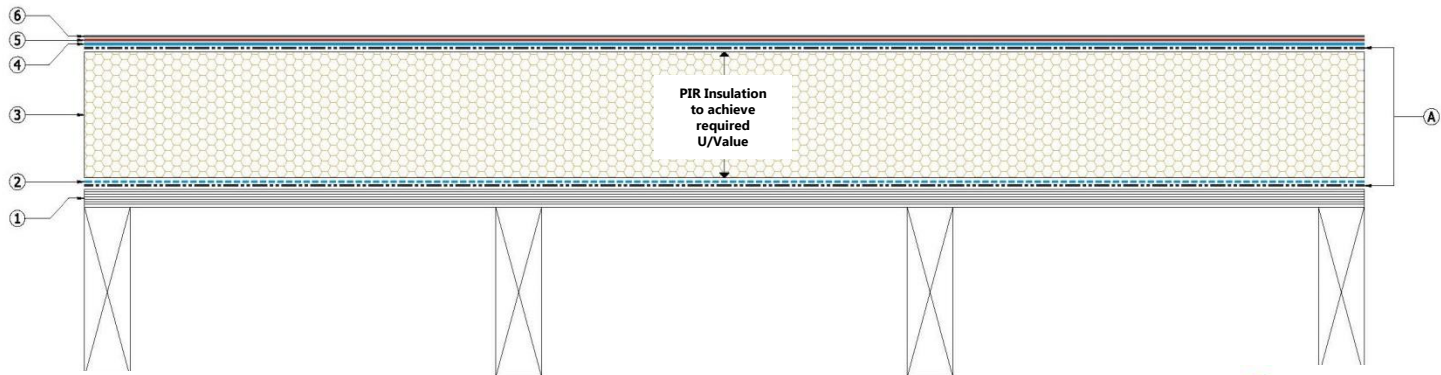 6
5
4
3
2
1
PIR Insulation
to achieve
required
U/Value
A